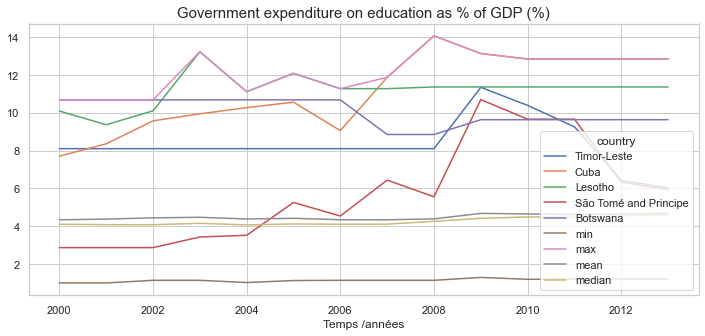 Government expenditure on education as % of GDP (%)
14
12
10
8
6
4
2
2000 2002 2004 2006 2008 2010 2012
Temps /années
country
Timor-Leste
Cuba
Lesotho
São Tomé and Principe
Botswana
min
max
mean
median